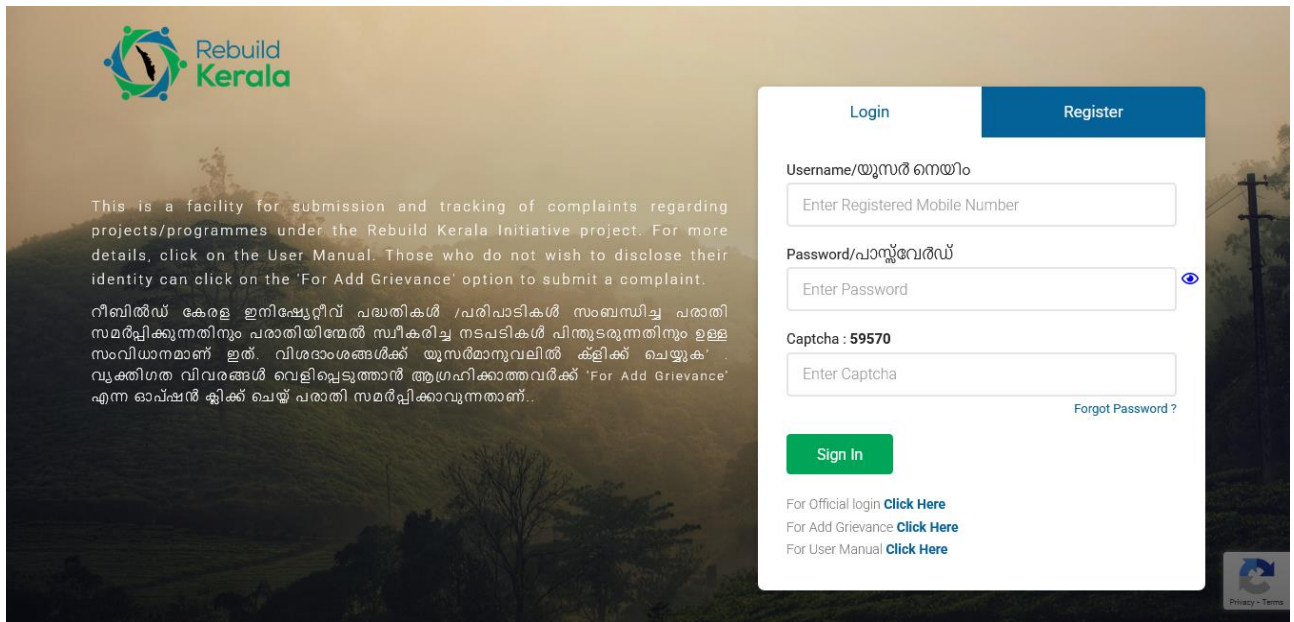 Rebuild
Kerala
This is a facility for submission and tracking of complaints regarding
projects/programmes under the Rebuild Kerala Initiative project. For more
details, click on the User Manual. Those who do not wish to disclose their
identity can click on the 'For Add Grievance' option to submit a complaint.
റീബിൽഡ് കേരള ഇനിഷ്യേറ്റീവ് പദ്ധതികൾ /പരിപാടികൾ സംബന്ധിച്ച പരാതി
സമർപ്പിക്കുന്നതിനും പരാതിയിന്മേൽ സ്വീകരിച്ച നടപടികൾ പിന്തുടരുന്നതിനും ഉള്ള
സംവിധാനമാണ് ഇത്. വിശദാംശങ്ങൾക്ക് യൂസർമാനുവലിൽ ക്ളിക്ക് ചെയ്യുക' .
വ്യക്തിഗത വിവരങ്ങൾ വെളിപ്പെടുത്താൻ ആഗ്രഹിക്കാത്തവർക്ക് 'For Add Grievance'
എന്ന ഓപ്ഷൻ ക്ലിക്ക് ചെയ്ത് പരാതി സമർപ്പിക്കാവുന്നതാണ്..
Login
Register
Username/യൂസർ നെയിം
Enter Registered Mobile Number
Password/പാസ്സ്‌വേർഡ്
Enter Password
Captcha : 59570
Enter Captcha
Forgot Password ?
Sign In
For Official login Click Here
For Add Grievance Click Here
For User Manual Click Here
Privacy - Terms